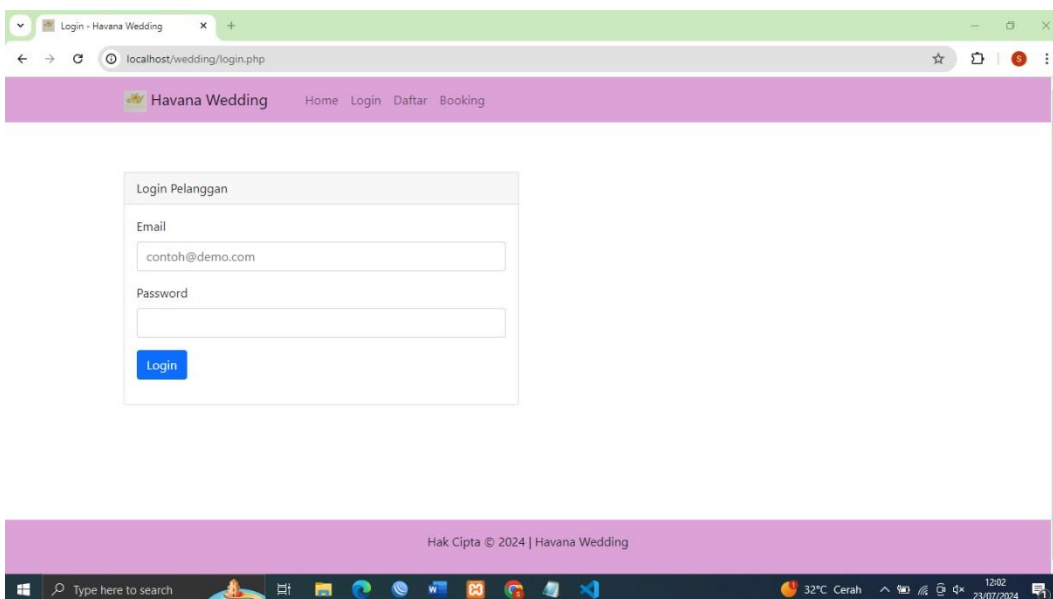 Login - Havana Wedding
localhost/wedding/login.php
S
Havana Wedding Home Login Daftar Booking
Login Pelanggan
Email
contoh@demo.com
Password
Login
Hak Cipta © 2024 | Havana Wedding
Type here to search
32°C Cerah
12:02
23/07/2024